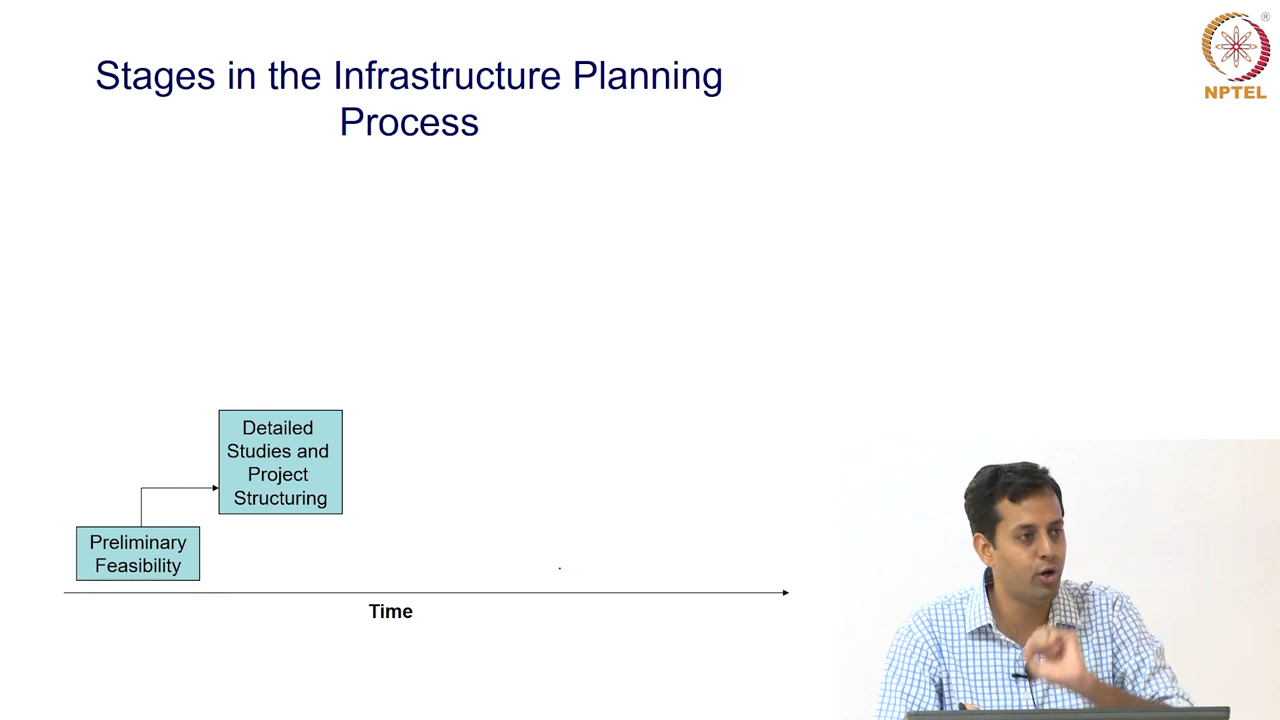 Stages in the Infrastructure Planning
Process
®
NPTEL
Detailed
Studies and
Project
Structuring
Preliminary
Feasibility
Time